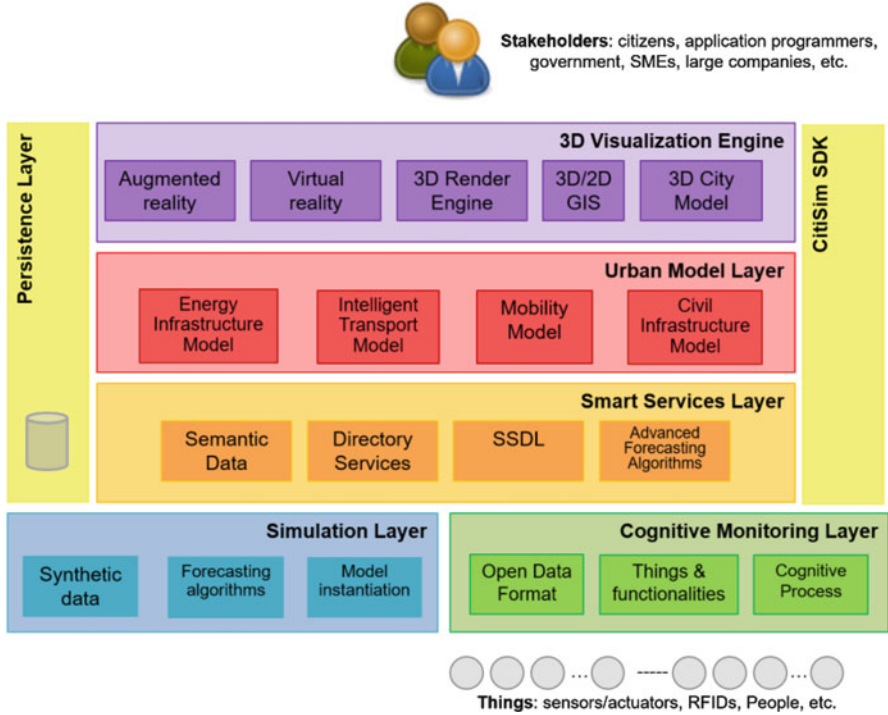 Stakeholders: citizens, application programmers,
government, SMEs, large companies, etc.
Persistence Layer
3D Visualization Engine
Augmented
reality
Virtual
reality
3D Render
Engine
3D/2D
GIS
3D City
Model
CitiSim SDK
Urban Model Layer
Energy
Infrastructure
Model
Intelligent
Transport
Model
Mobility
Model
Civil
Infrastructure
Model
Smart Services Layer
Semantic
Data
Directory
Services
SSDL
Advanced
Forecasting
Algorithms
Simulation Layer
Synthetic
data
Forecasting
algorithms
Model
instantiation
Cognitive Monitoring Layer
Open Data
Format
Things &
functionalities
Cognitive
Process
... ----- ...
Things: sensors/actuators, RFIDs, People, etc.